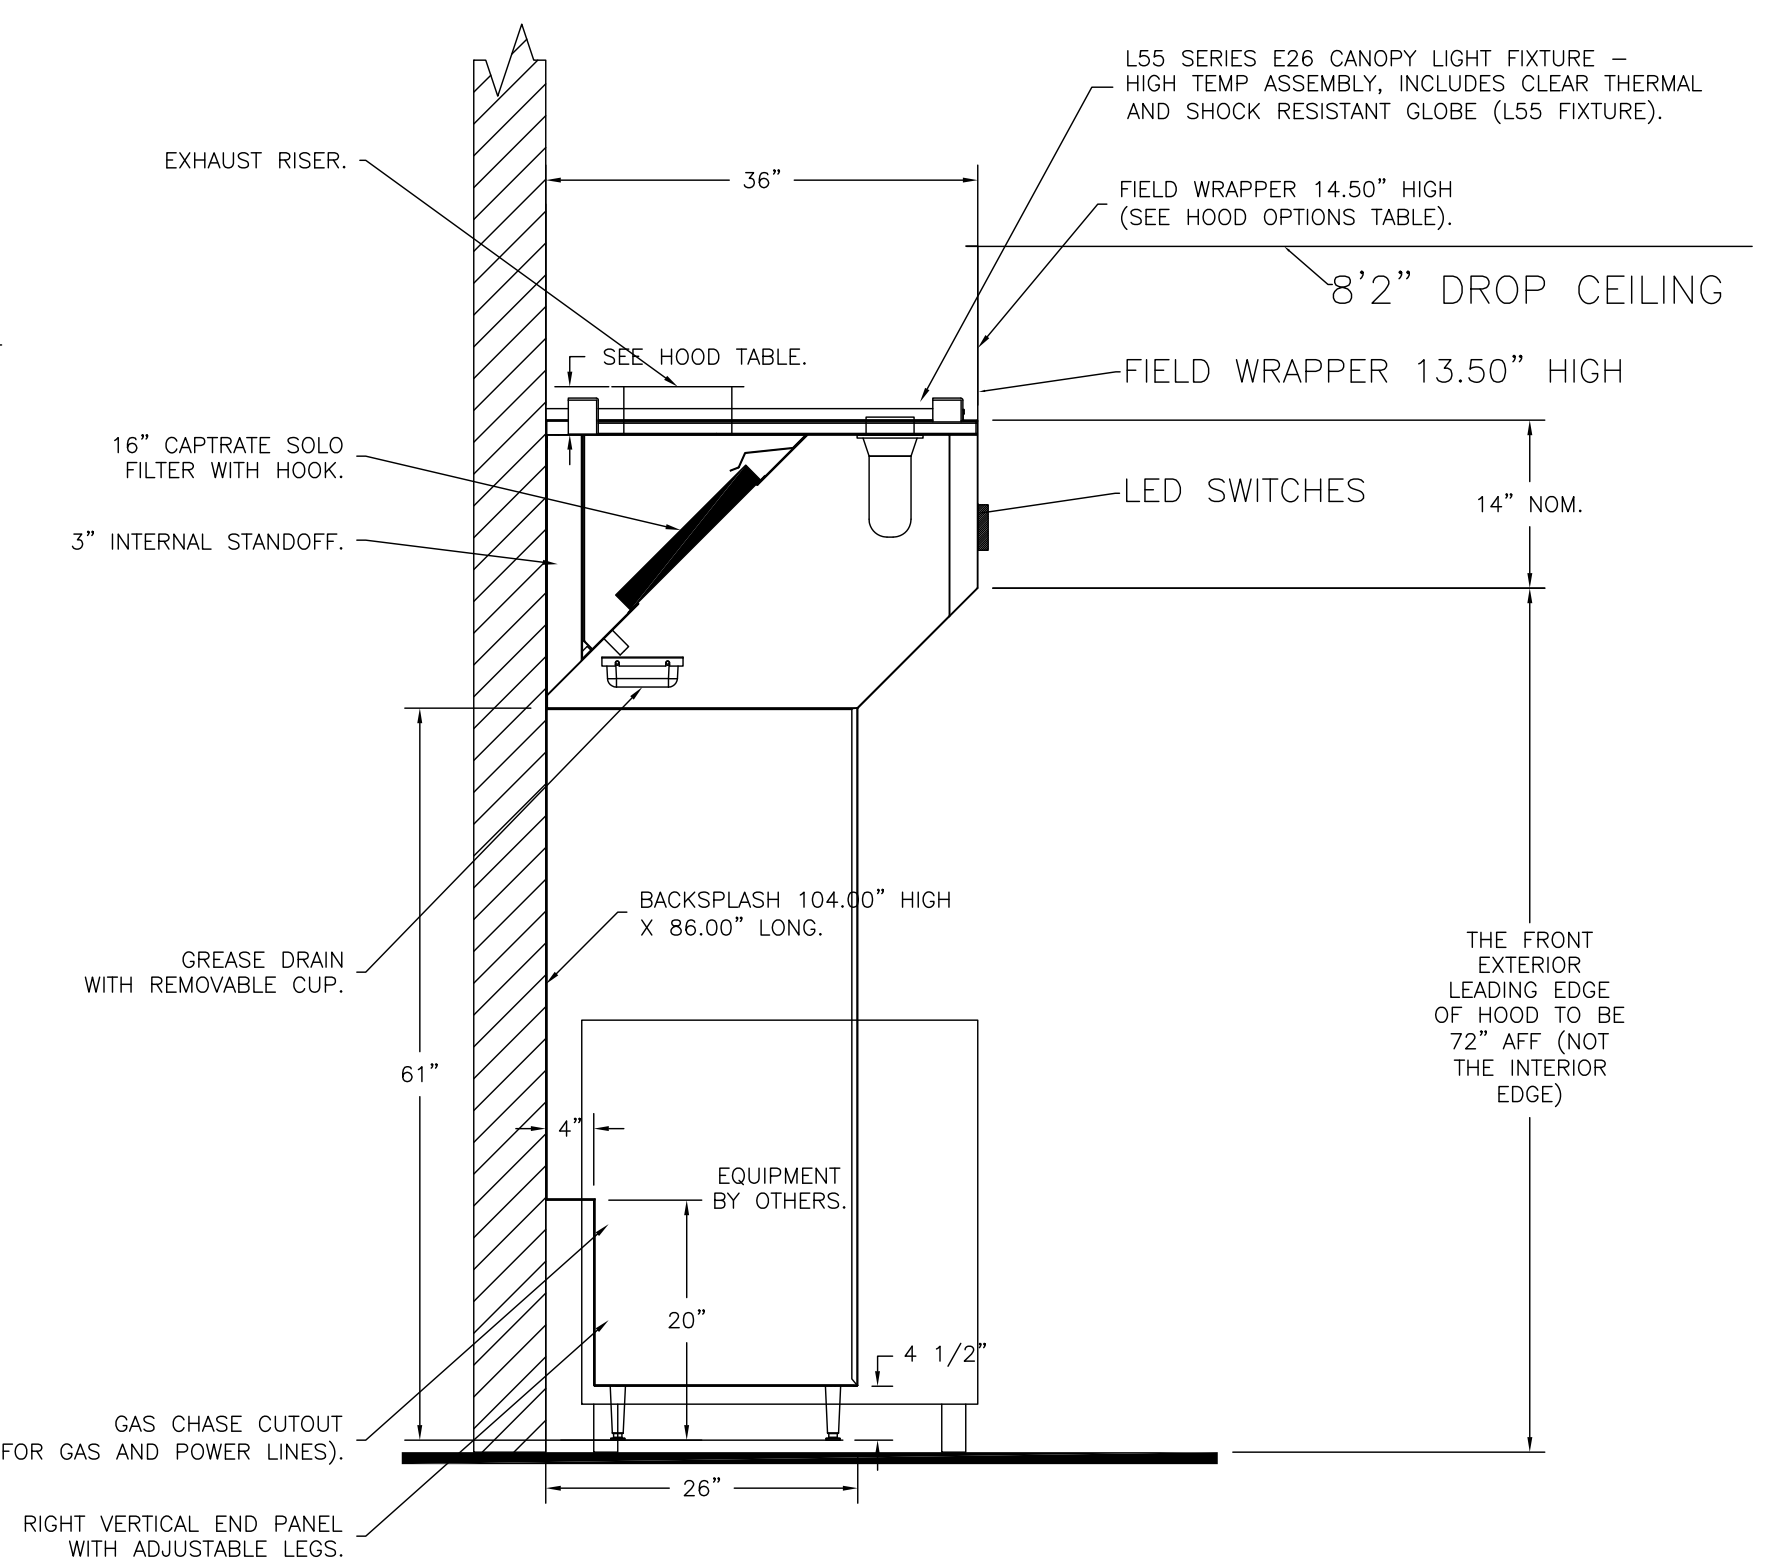 L55 SERIES E26 CANOPY LIGHT FIXTURE –
HIGH TEMP ASSEMBLY, INCLUDES CLEAR THERMAL
AND SHOCK RESISTANT GLOBE (L55 FIXTURE).
EXHAUST RISER.
36”
FIELD WRAPPER 14.50” HIGH
(SEE HOOD OPTIONS TABLE).
8’2” DROP CEILING
SEE HOOD TABLE.
FIELD WRAPPER 13.50” HIGH
16” CAPTRATE SOLO
FILTER WITH HOOK.
LED SWITCHES
14” NOM.
3” INTERNAL STANDOFF.
BACKSPLASH 104.00” HIGH
X 86.00” LONG.
GREASE DRAIN
WITH REMOVABLE CUP.
THE FRONT
EXTERIOR
LEADING EDGE
OF HOOD TO BE
72” AFF (NOT
THE INTERIOR
EDGE)
61”
4”
EQUIPMENT
BY OTHERS.
20”
4 1/2”
GAS CHASE CUTOUT
FOR GAS AND POWER LINES).
26”
RIGHT VERTICAL END PANEL
WITH ADJUSTABLE LEGS.